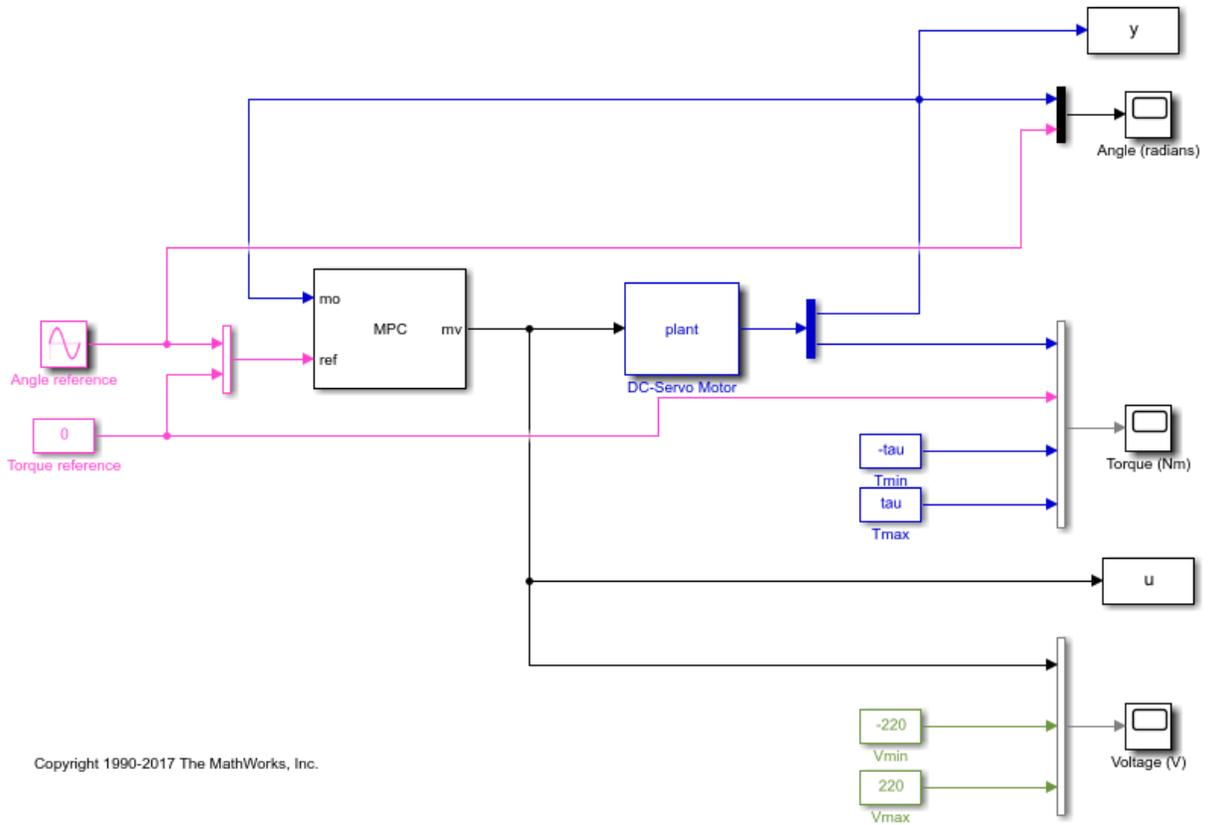 y
Angle (radians)
mo
MPC
mv
ref
plant
DC-Servo Motor
Angle reference
0
Torque reference
-tau
Tmin
tau
Tmax
Torque (Nm)
u
-220
Vmin
220
Vmax
Voltage (V)
Copyright 1990-2017 The MathWorks, Inc.